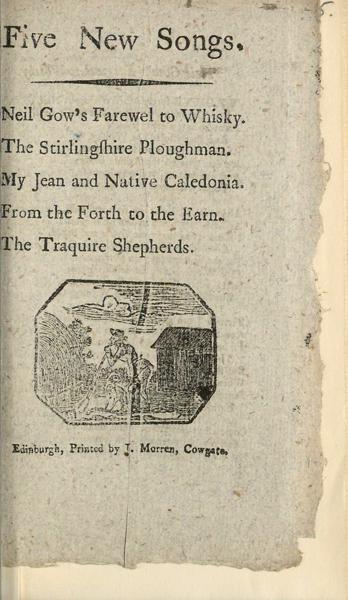 5.
Five New Songs.
Neil Gow's Farewel to Whisky.
The Stirlingſhire Ploughman.
My Jean and Native Caledonia.
From the Forth to the Earn.
The Traquire Shepherds.
Edinburgh, Printed by J. Morren, Cowgate.